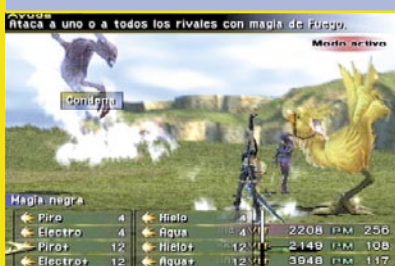 Ayuda
Ataca a uno o a todos los rivales con magia de Fuego.
Modo activo
Condena
Magia negra
Piro 4 Hielo 4
Electro 4 Agua 4 2208 PM 256
Piro+ 12 Hielo+ 12 2149 PM 108
Electro+ 12 Agua+ 12 3948 PM 117